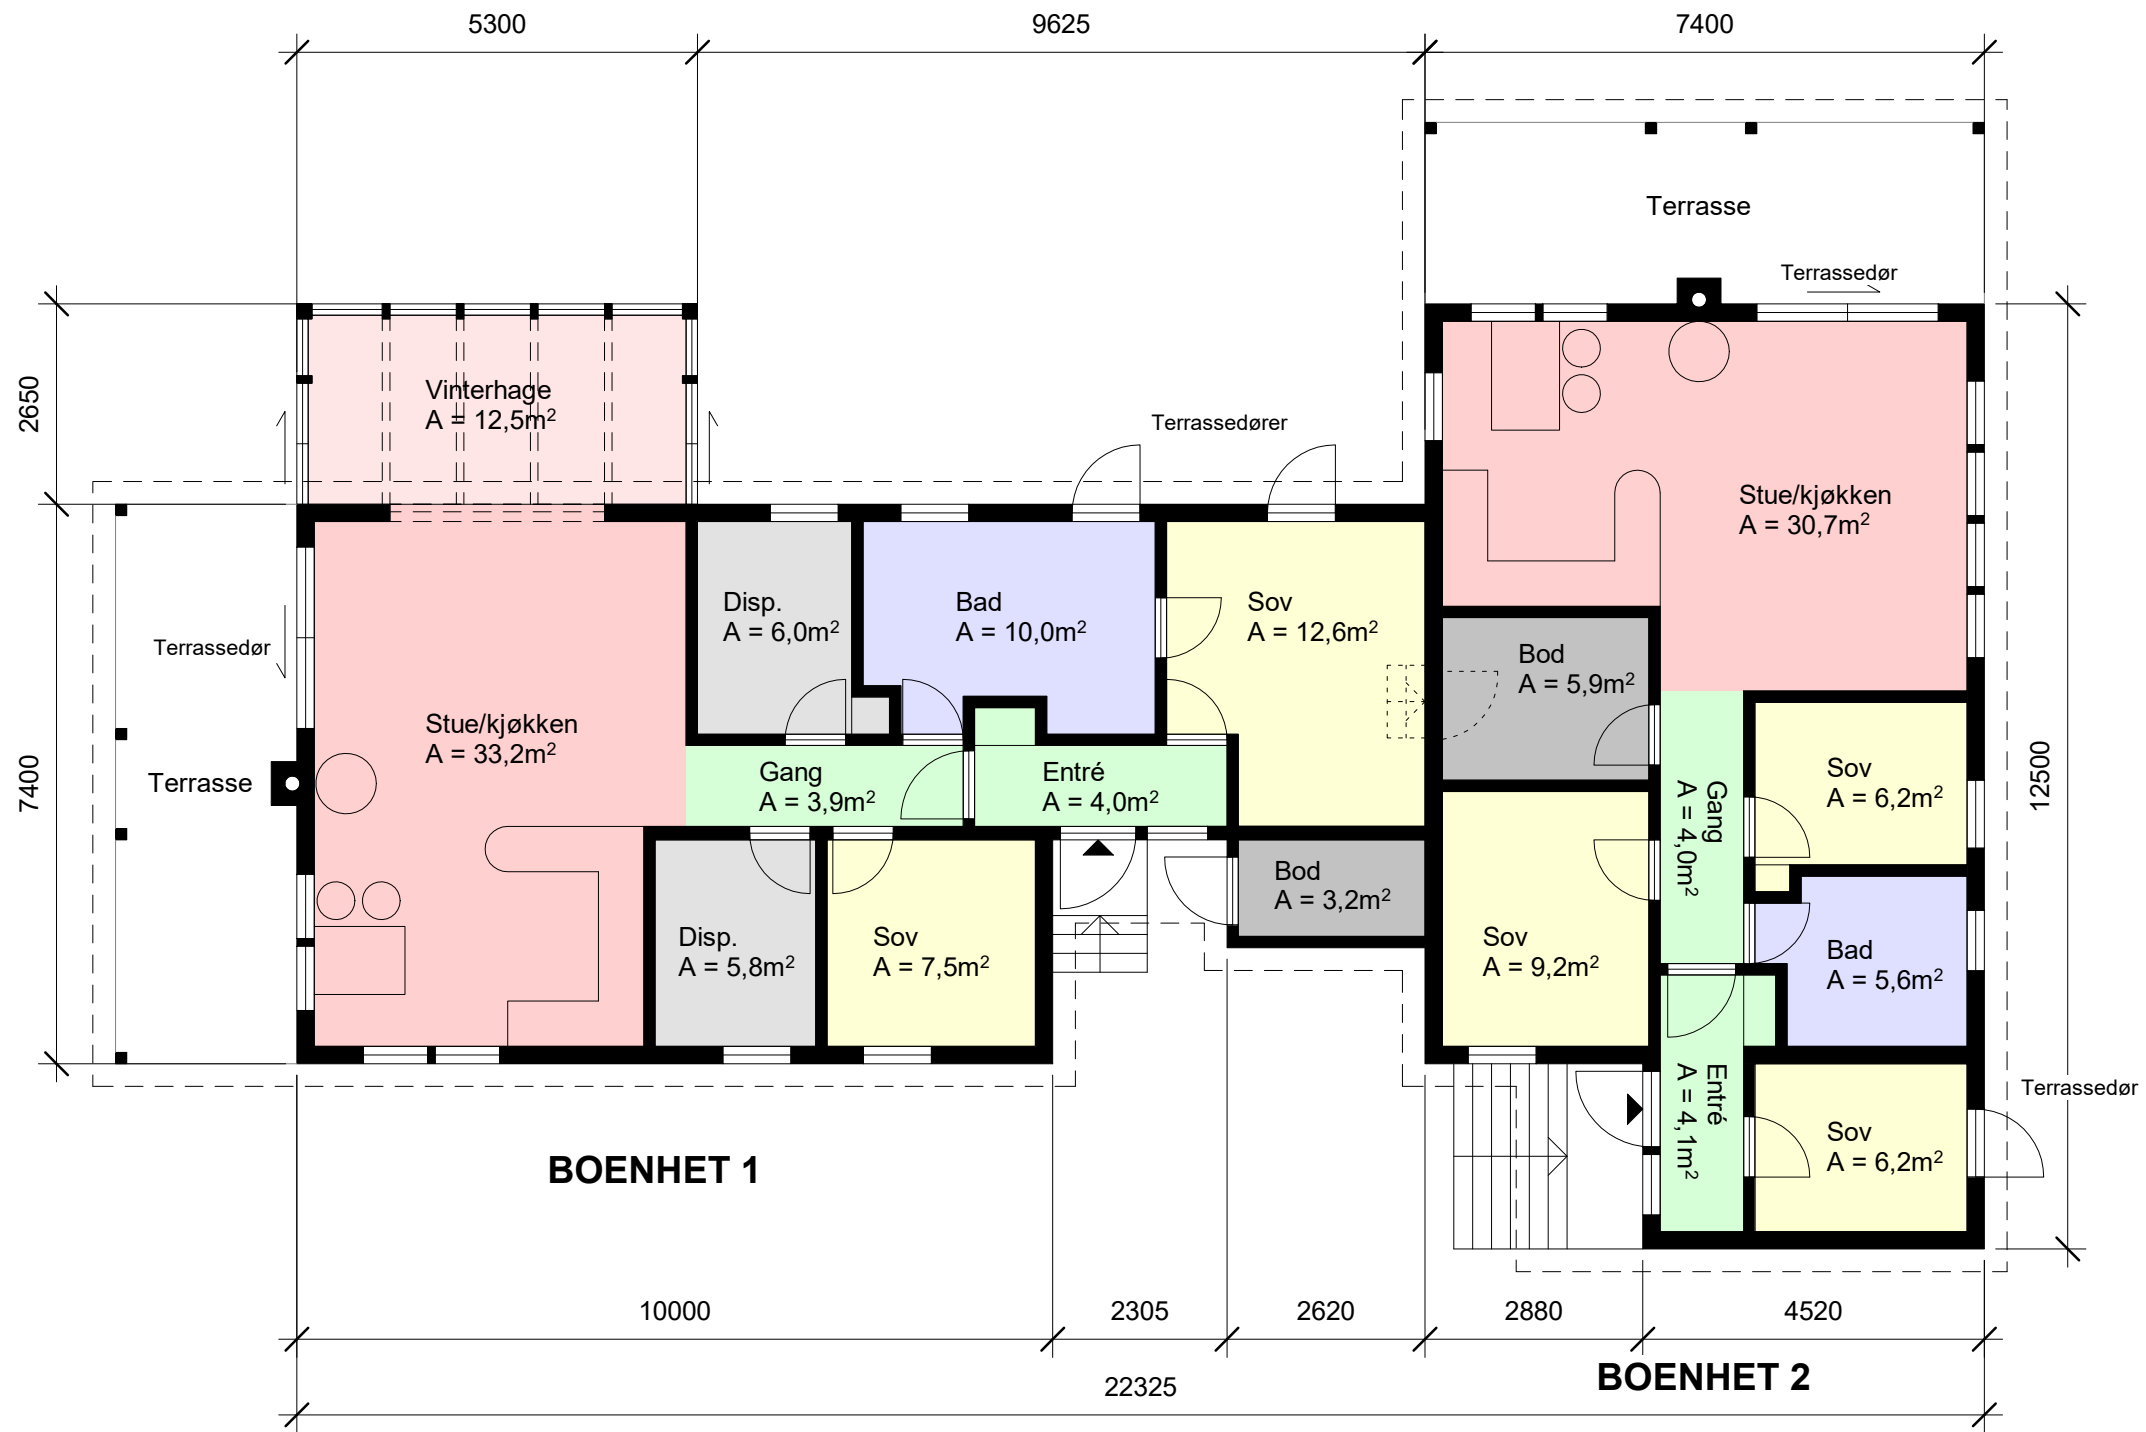 5300
9625
7400
Terrasse
Terrassedør
2650
Vinterhage
A = 12,5m²
Terrassedører
Stue/kjøkken
A = 30,7m²
Disp.
A = 6,0m²
Bad
A = 10,0m²
Sov
A = 12,6m²
Terrassedør
Bod
A = 5,9m²
Stue/kjøkken
A = 33,2m²
7400
Terrasse
Gang
A = 3,9m²
Entré
A = 4,0m²
Gang
A = 4,0m²
Sov
A = 6,2m²
12500
Bod
A = 3,2m²
Disp.
A = 5,8m²
Sov
A = 7,5m²
Sov
A = 9,2m²
Bad
A = 5,6m²
Terrassedør
Entré
A = 4,1m²
Sov
A = 6,2m²
BOENHET 1
10000
2305
2620
2880
4520
BOENHET 2
22325